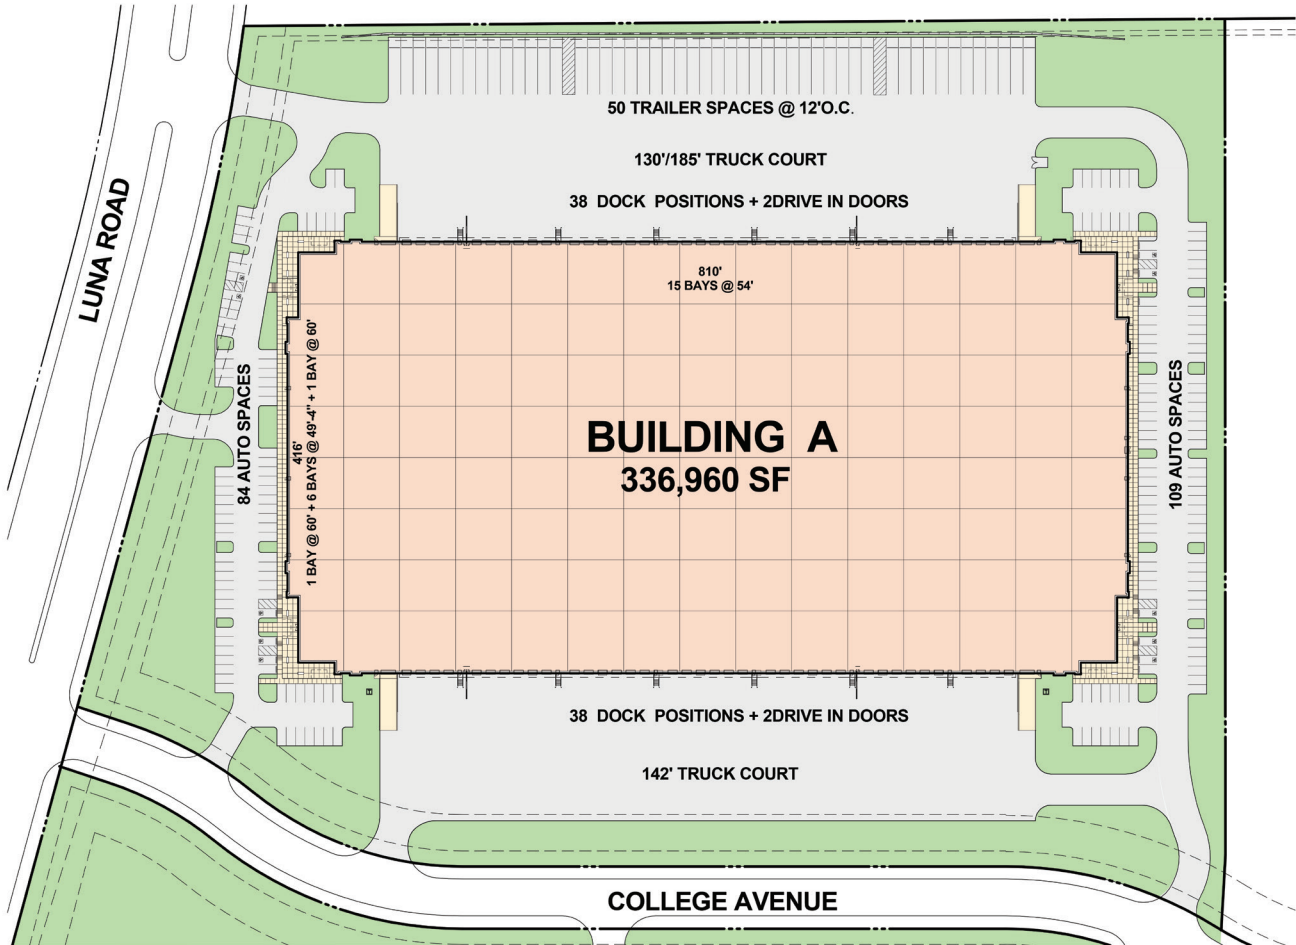 50 TRAILER SPACES @ 12'O.C.
130'/185' TRUCK COURT
38 DOCK POSITIONS + 2DRIVE IN DOORS
LUNA ROAD
810'
15 BAYS @ 54'
84 AUTO SPACES
416'
1 BAY @ 60' + 6 BAYS @ 49'-4" + 1 BAY @ 60'
BUILDING A
336,960 SF
109 AUTO SPACES
38 DOCK POSITIONS + 2DRIVE IN DOORS
142' TRUCK COURT
COLLEGE AVENUE